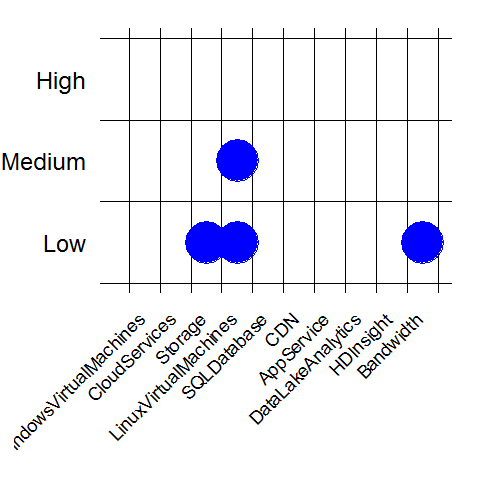 High
Medium
Low
ndowsVirtualMachines
CloudServices
Storage
LinuxVirtualMachines
SQLDatabase
CDN
AppService
DataLakeAnalytics
HDInsight
Bandwidth